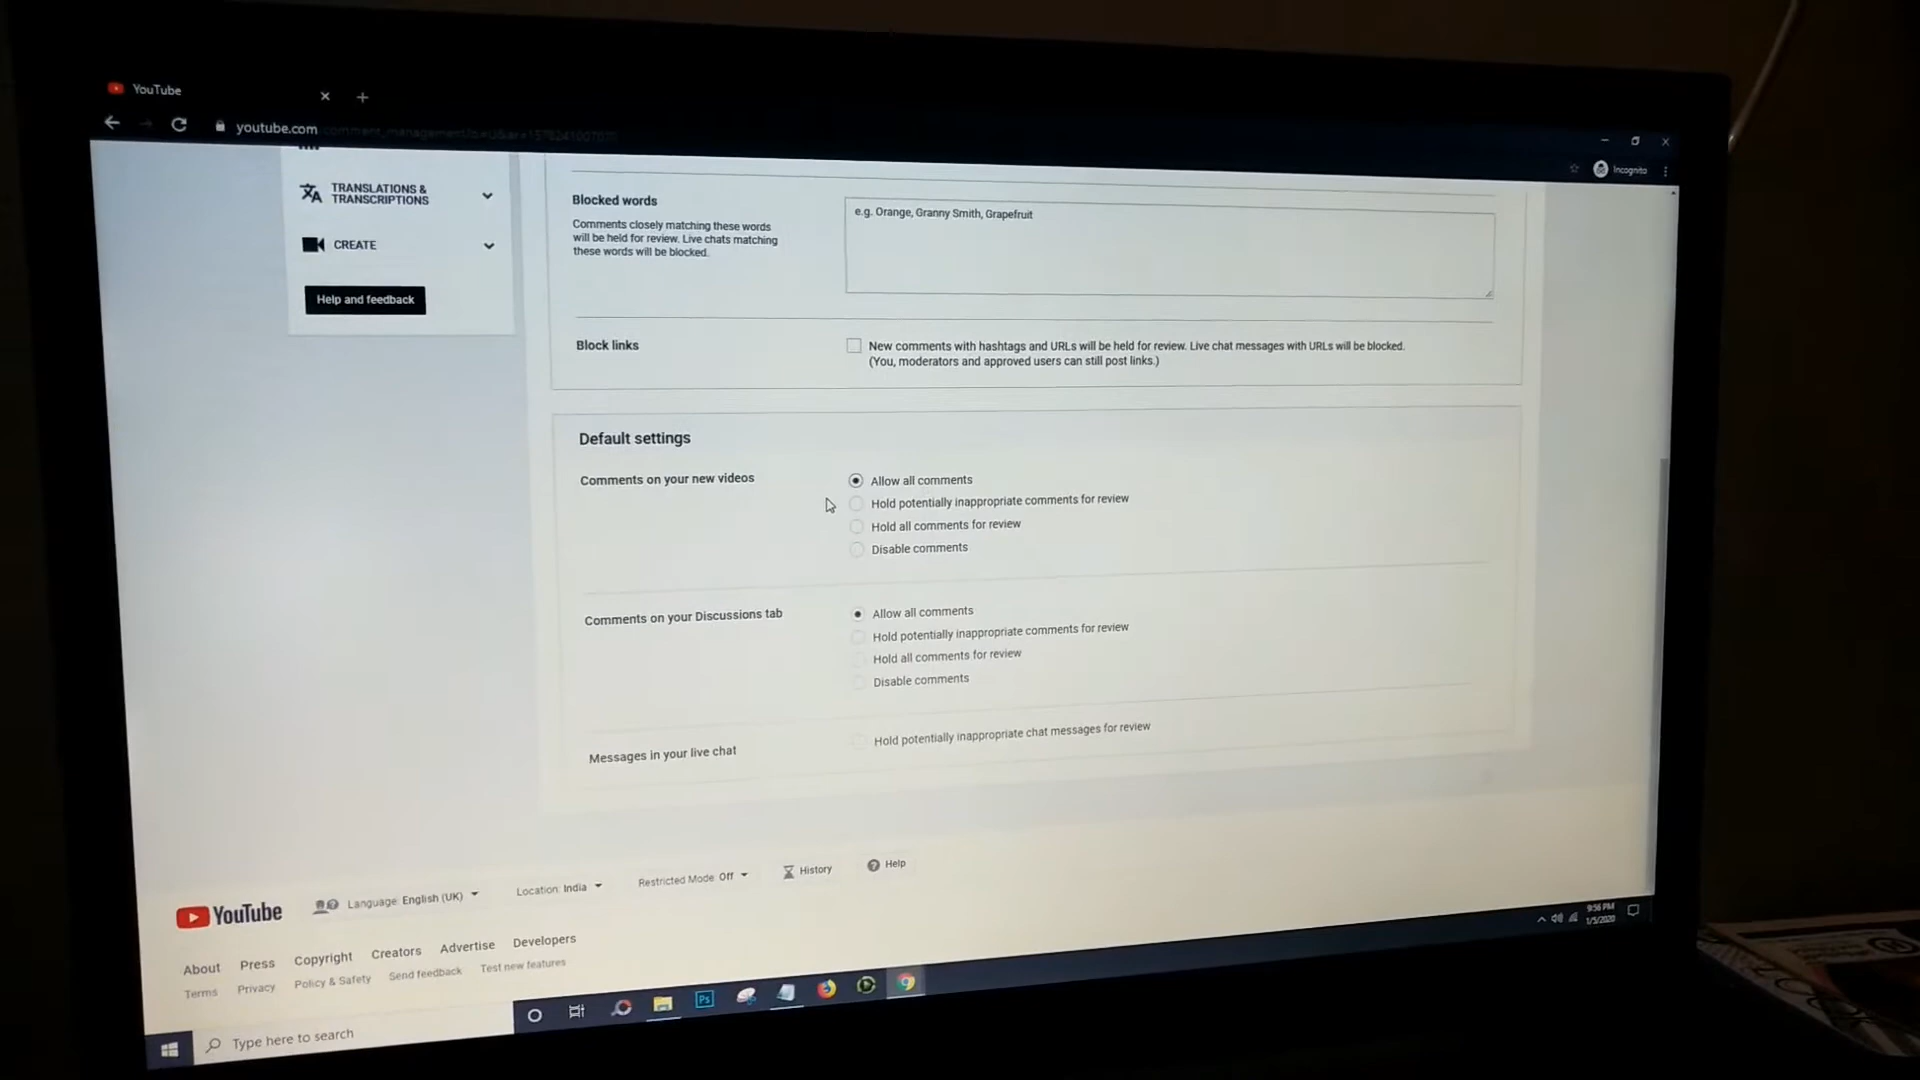 YouTube
youtube.com
Incognito
TRANSLATIONS &
TRANSCRIPTIONS
CREATE
Help and feedback
Blocked words
Comments closely matching these words
will be held for review. Live chats matching
these words will be blocked.
e.g. Orange, Granny Smith, Grapefruit
Block links
New comments with hashtags and URLs will be held for review. Live chat messages with URLs will be blocked.
(You, moderators and approved users can still post links.)
Default settings
Comments on your new videos
Allow all comments
Hold potentially inappropriate comments for review
Hold all comments for review
Disable comments
Comments on your Discussions tab
Allow all comments
Hold potentially inappropriate comments for review
Hold all comments for review
Disable comments
Messages in your live chat
Hold potentially inappropriate chat messages for review
YouTube
Language: English (UK)
Location: India
Restricted Mode: Off
History
Help
About Press Copyright Creators Advertise Developers
Terms Privacy Policy & Safety Send feedback Test new features
Type here to search
Ps
9:56 PM
1/5/2020